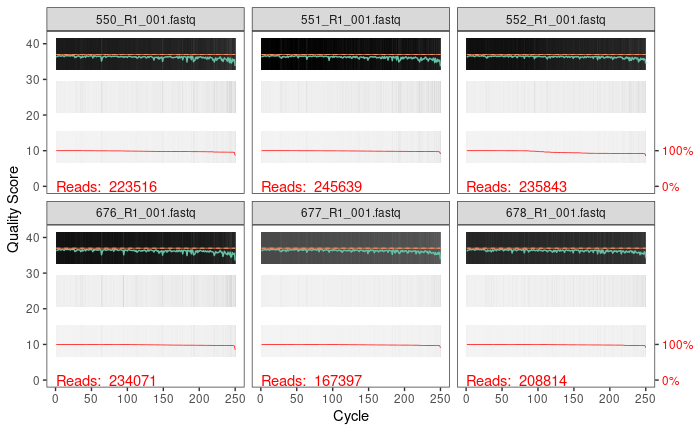 550_R1_001.fastq 551_R1_001.fastq 552_R1_001.fastq
40
30
20
10 100%
0 0%
Reads: 223516 Reads: 245639 Reads: 235843
Quality Score
676_R1_001.fastq 677_R1_001.fastq 678_R1_001.fastq
40
30
20
10 100%
0 0%
Reads: 234071 Reads: 167397 Reads: 208814
0 50 100 150 200 250 0 50 100 150 200 250 0 50 100 150 200 250
Cycle